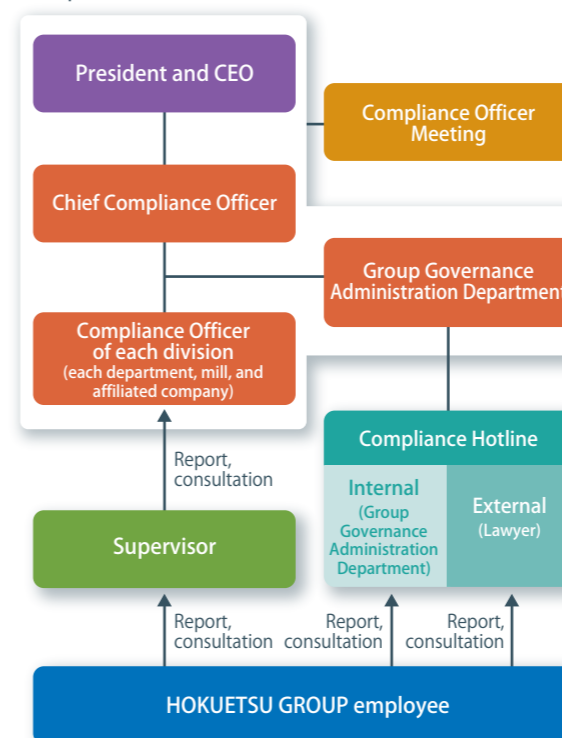 President and CEO
Compliance Officer
Meeting
Chief Compliance Officer
Group Governance
Administration Department
Compliance Officer
of each division
(each department, mill, and
affiliated company)
Compliance Hotline
Report,
consultation
Internal
(Group
Governance
Administration
Department)
External
(Lawyer)
Supervisor
Report,
consultation
Report,
consultation
Report,
consultation
HOKUETSU GROUP employee